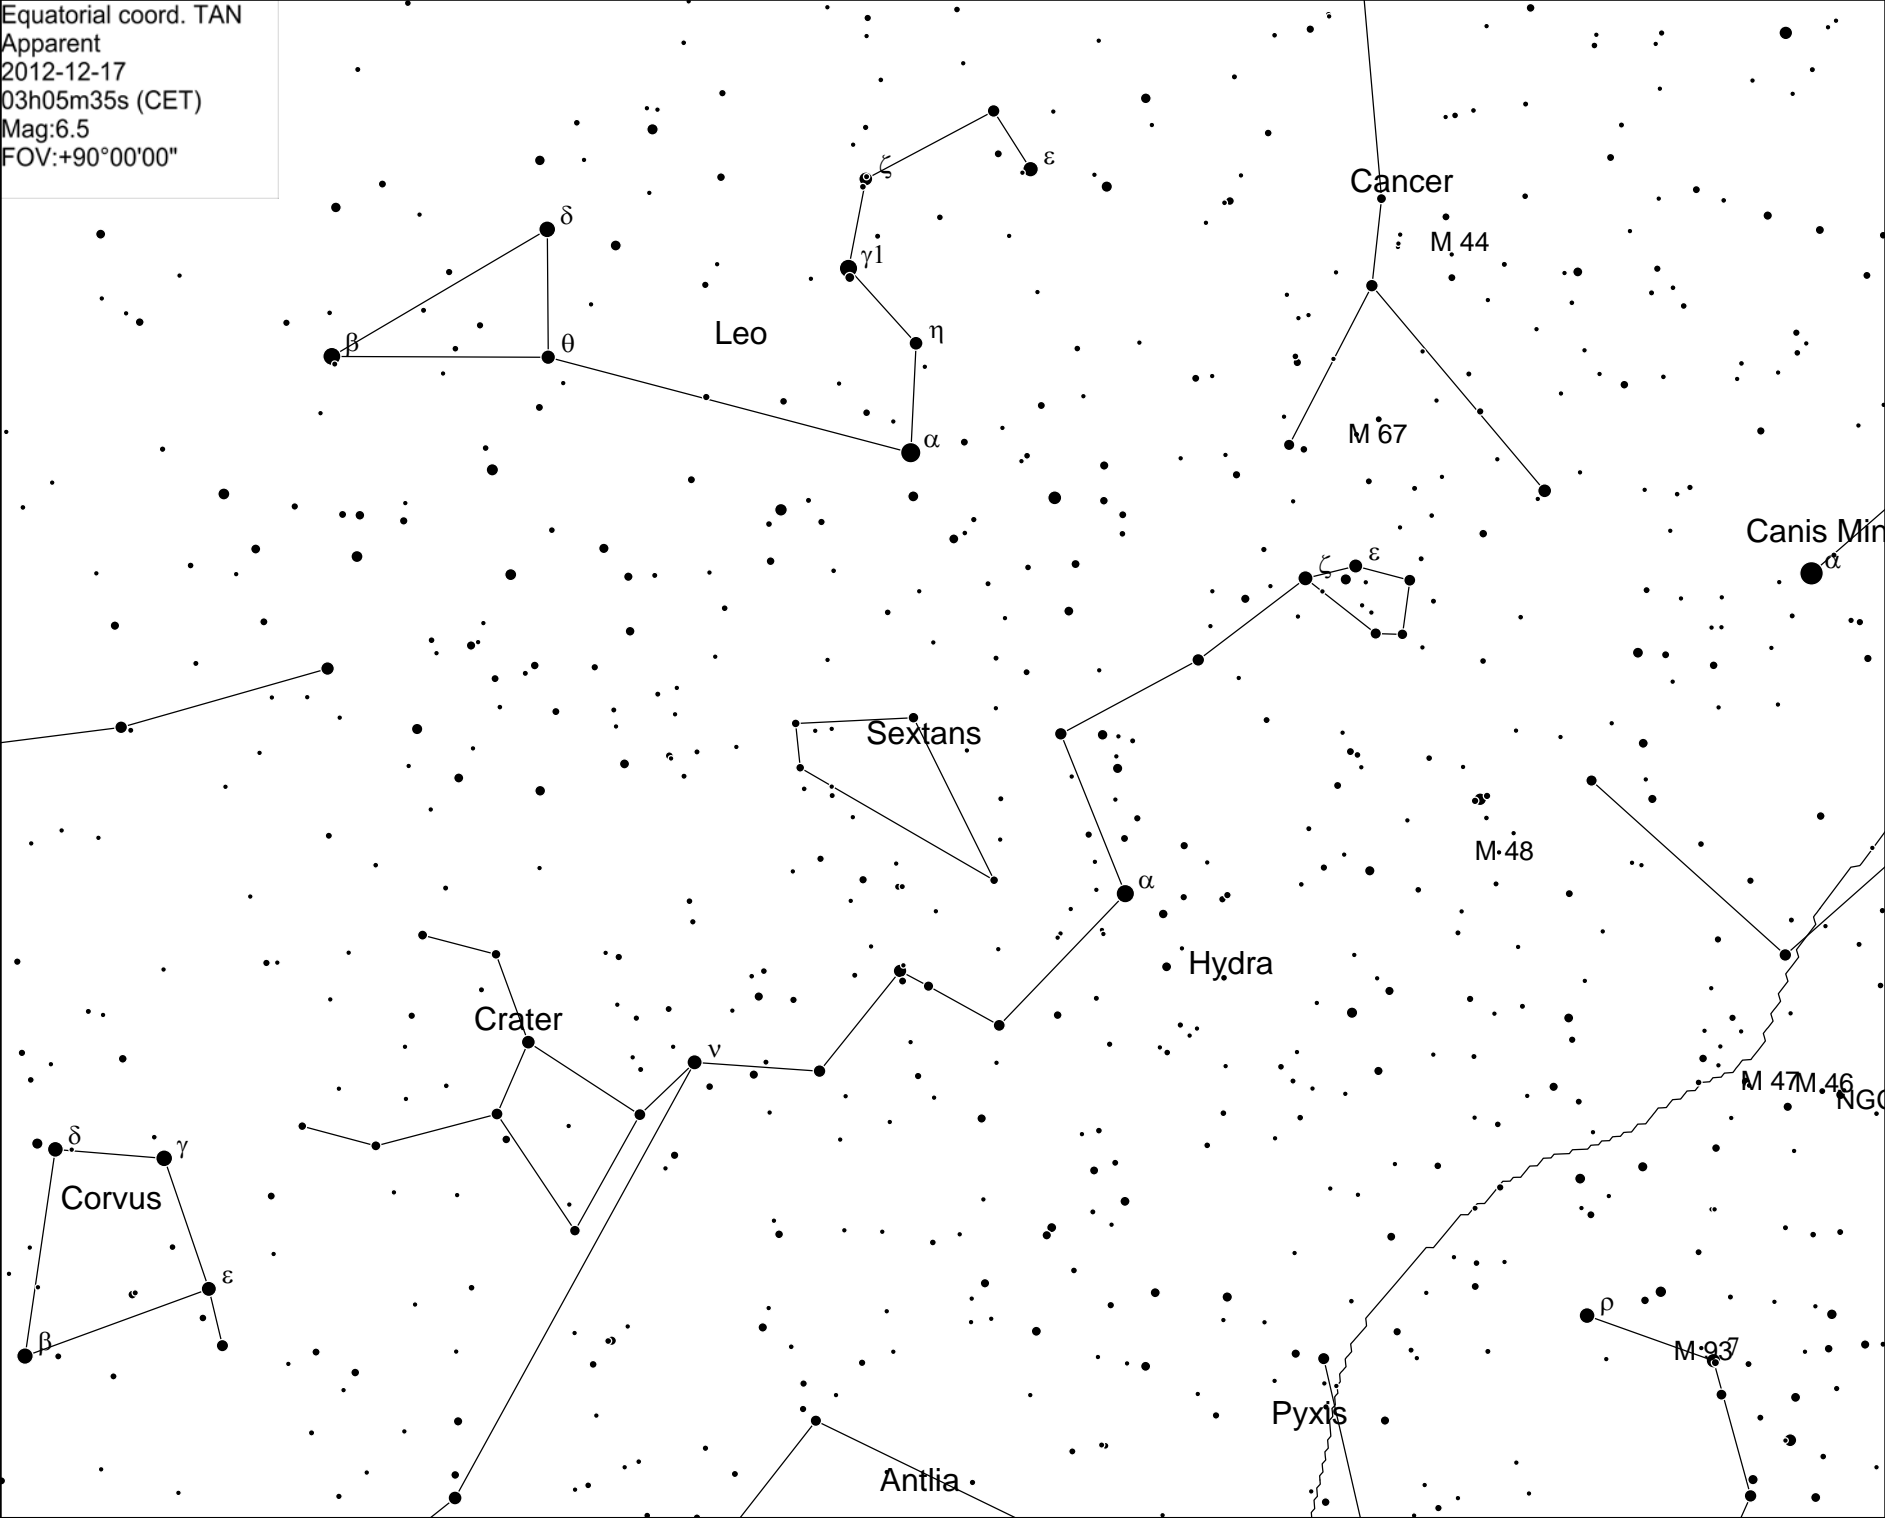 Equatorial coord. TAN
Apparent
2012-12-17
03h05m35s (CET)
Mag:6.5
FOV:+90°00'00"
ζ
ε
Cancer
δ
M 44
γ1
Leo
η
β
θ
α
M 67
Canis Min
ζ
ε
α
Sextans
M 48
α
Hydra
Crater
ν
M 47
M 46
NGC
δ
γ
Corvus
ε
ρ
β
M 93
7
Pyxis
Antlia